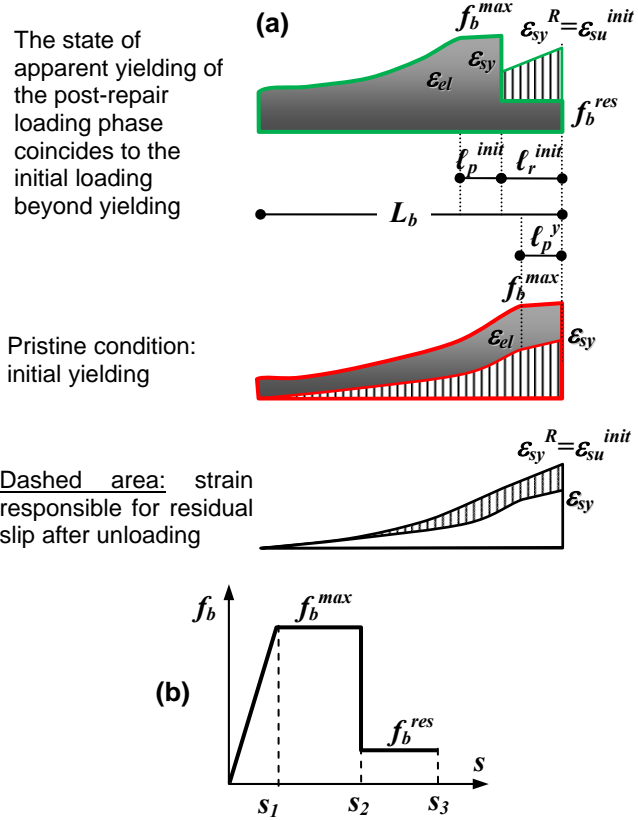 (a)
The state of
apparent yielding of
the post-repair
loading phase
coincides to the
initial loading
beyond yielding
f_b^max
ε_sy^R=ε_su^init
ε_sy
ε_el
f_b^res
ℓ_p^init
ℓ_r^init
L_b
ℓ_p^y
f_b^max
Pristine condition:
initial yielding
ε_el
ε_sy
Dashed area: strain
responsible for residual
slip after unloading
ε_sy^R=ε_su^init
ε_sy
(b)
f_b
f_b^max
f_b^res
s
s_1
s_2
s_3